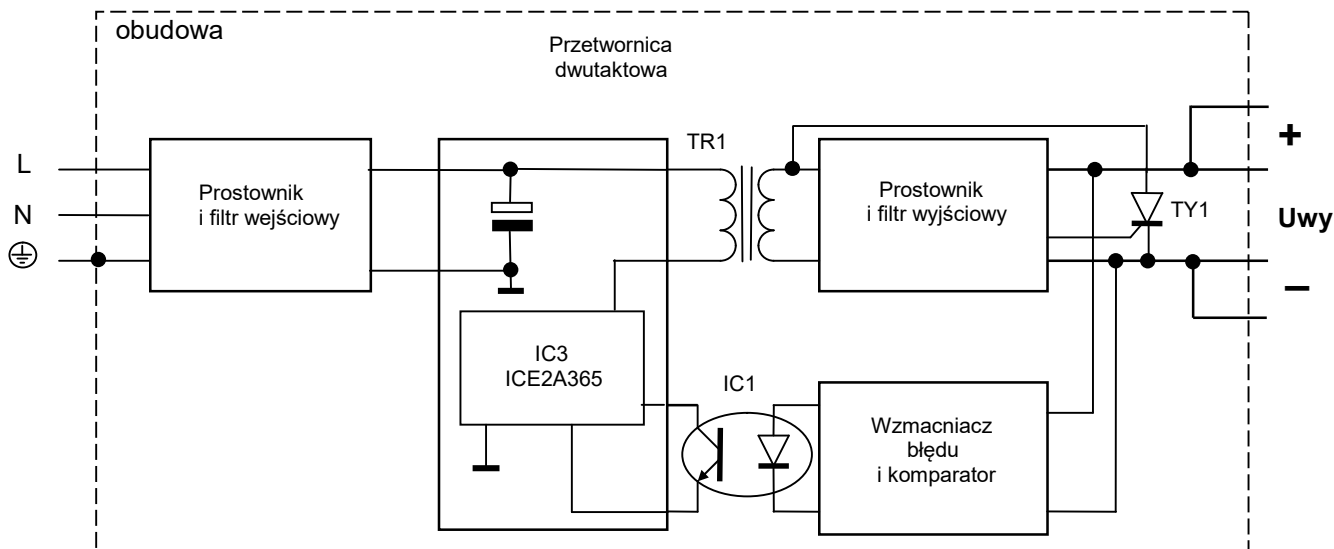 obudowa
Przetwornica
dwutaktowa
TR1
L
N
Prostownik
i filtr wejściowy
Prostownik
i filtr wyjściowy
TY1
+
Uwy
−
IC3
ICE2A365
IC1
Wzmacniacz
błędu
i komparator